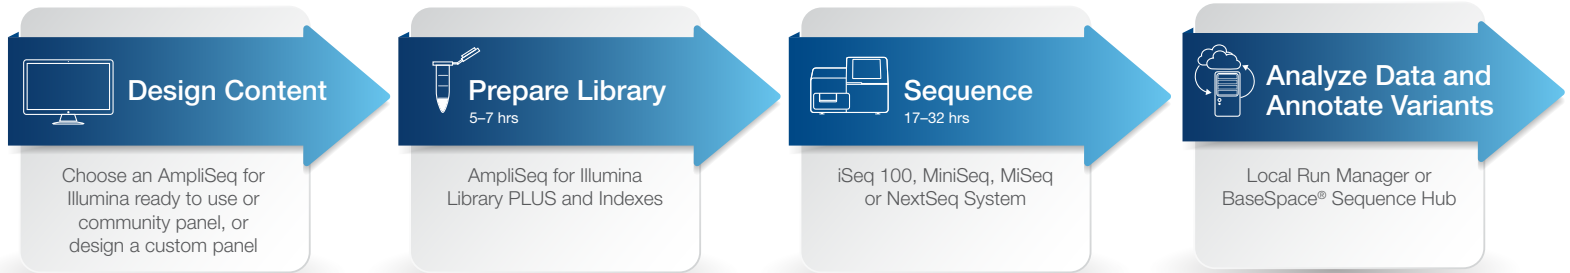 Design Content
Choose an AmpliSeq for
Illumina ready to use or
community panel, or
design a custom panel
Prepare Library
5–7 hrs
AmpliSeq for Illumina
Library PLUS and Indexes
Sequence
17–32 hrs
iSeq 100, MiniSeq, MiSeq
or NextSeq System
Analyze Data and
Annotate Variants
Local Run Manager or
BaseSpace® Sequence Hub